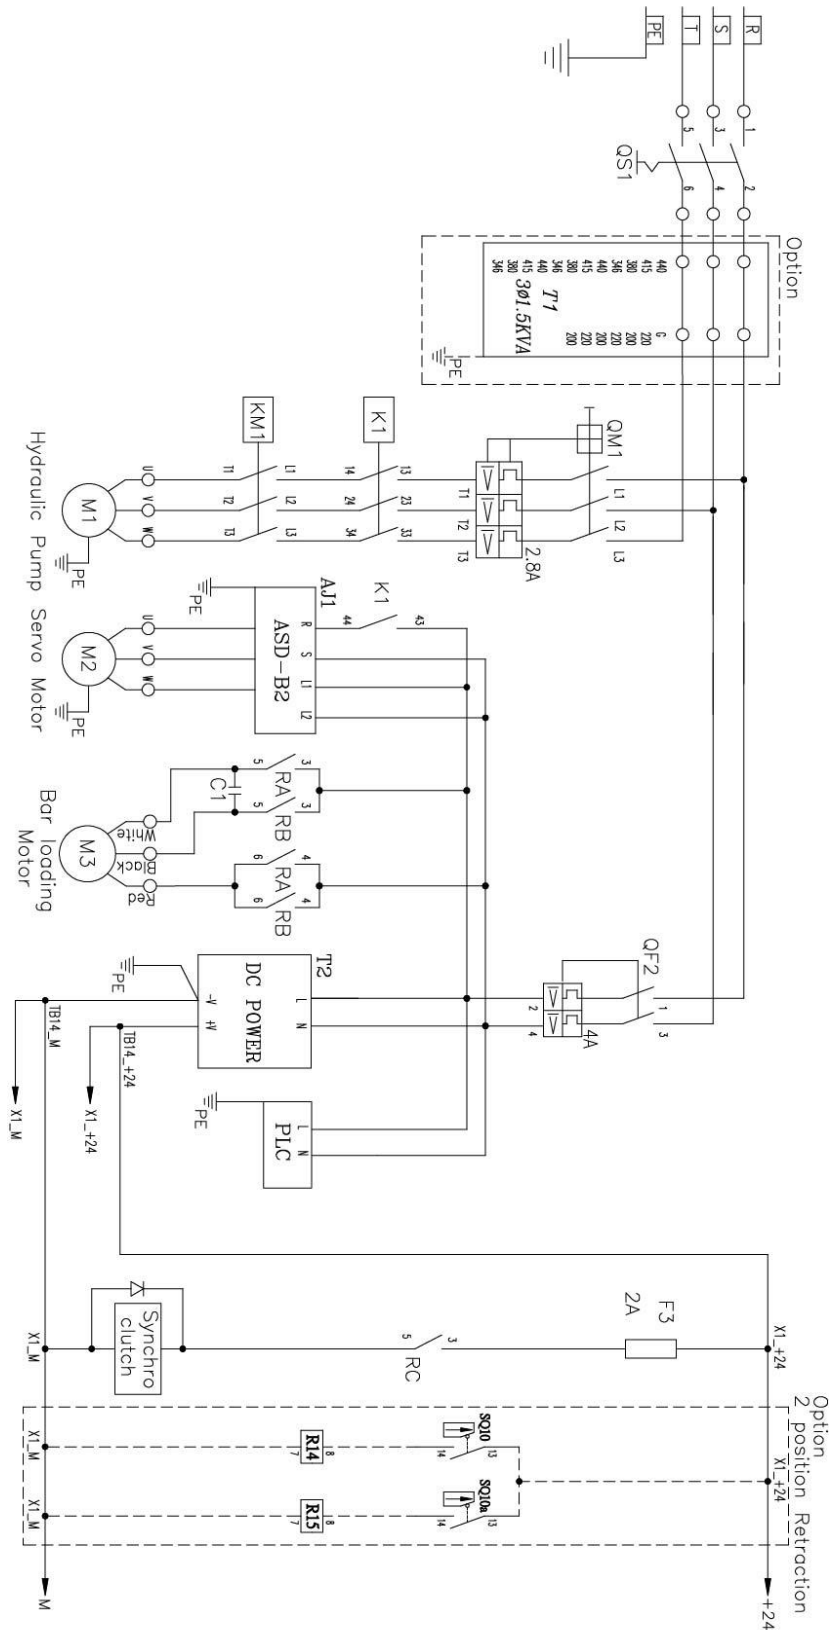 R
S
T
PE
1
3
5
2
4
6
QS1
Option
440
415
380
346
440
415
380
346
440
415
380
346
G
220
200
220
200
220
200
T1
3Ø1.5KVA
PE
QM1
L1
L2
L3
2.8A
T1
T2
T3
K1
13
23
33
14
24
34
KM1
L1
L2
L3
T1
T2
T3
U
V
W
M1
PE
Hydraulic Pump
K1
43
44
AJ1
R
S
L1
L2
ASD-B2
PE
U
V
W
M2
PE
Servo Motor
3
3
5
5
RA
RB
C1
4
4
6
6
RA
RB
White
Black
Red
M3
Bar loading
Motor
QF2
1
3
4A
2
4
T2
L
N
DC POWER
-V
+V
PE
TB14_M
TB14_+24
X1_M
X1_+24
L
N
PLC
PE
X1_+24
F3
2A
3
5
RC
Synchro
clutch
X1_M
Option
2 position Retraction
X1_+24
SQ10
13
14
SQ10a
13
14
8
R14
7
8
R15
7
X1_M
X1_M
+24
M